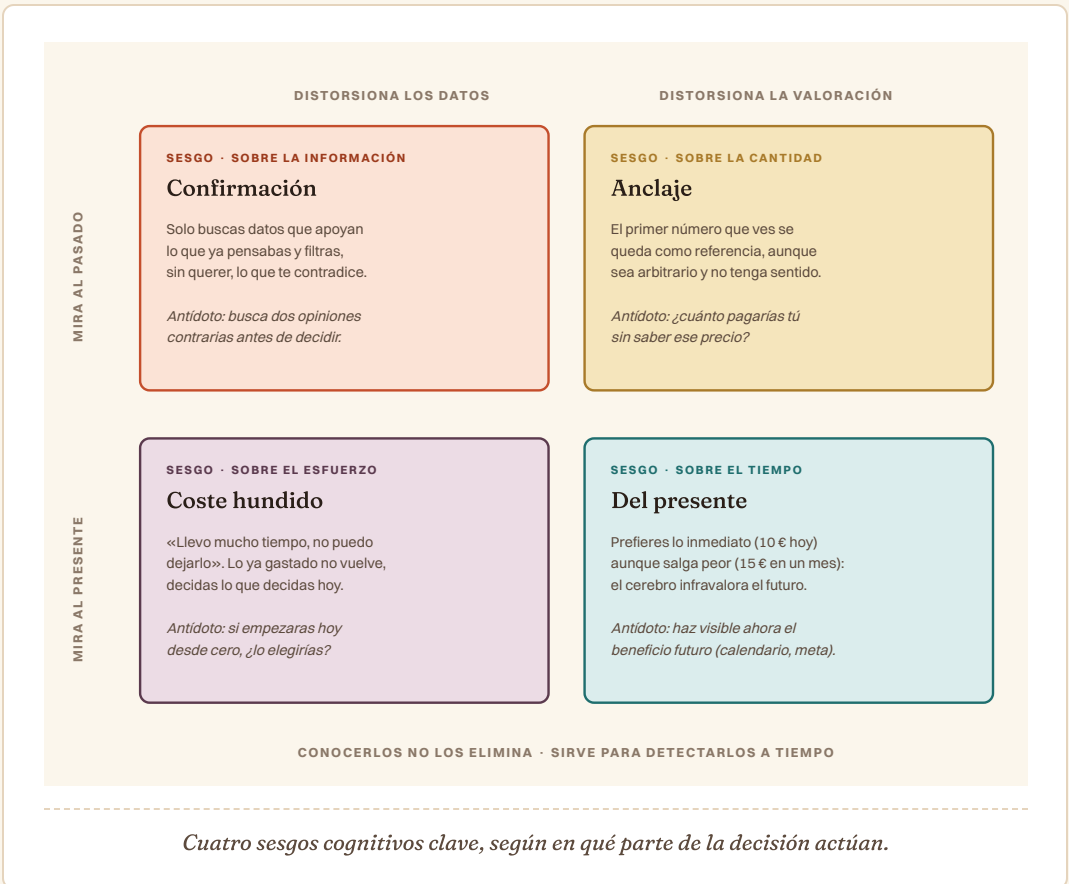 DISTORSIONA LOS DATOS
DISTORSIONA LA VALORACIÓN
MIRA AL PASADO
SESGO · SOBRE LA INFORMACIÓN
Confirmación
Solo buscas datos que apoyan
lo que ya pensabas y filtras,
sin querer, lo que te contradice.
Antídoto: busca dos opiniones
contrarias antes de decidir.
SESGO · SOBRE LA CANTIDAD
Anclaje
El primer número que ves se
queda como referencia, aunque
sea arbitrario y no tenga sentido.
Antídoto: ¿cuánto pagarías tú
sin saber ese precio?
MIRA AL PRESENTE
SESGO · SOBRE EL ESFUERZO
Coste hundido
«Llevo mucho tiempo, no puedo
dejarlo». Lo ya gastado no vuelve,
decidas lo que decidas hoy.
Antídoto: si empezaras hoy
desde cero, ¿lo elegirías?
SESGO · SOBRE EL TIEMPO
Del presente
Prefieres lo inmediato (10 € hoy)
aunque salga peor (15 € en un mes):
el cerebro infravalora el futuro.
Antídoto: haz visible ahora el
beneficio futuro (calendario, meta).
CONOCERLOS NO LOS ELIMINA · SIRVE PARA DETECTARLOS A TIEMPO
Cuatro sesgos cognitivos clave, según en qué parte de la decisión actúan.